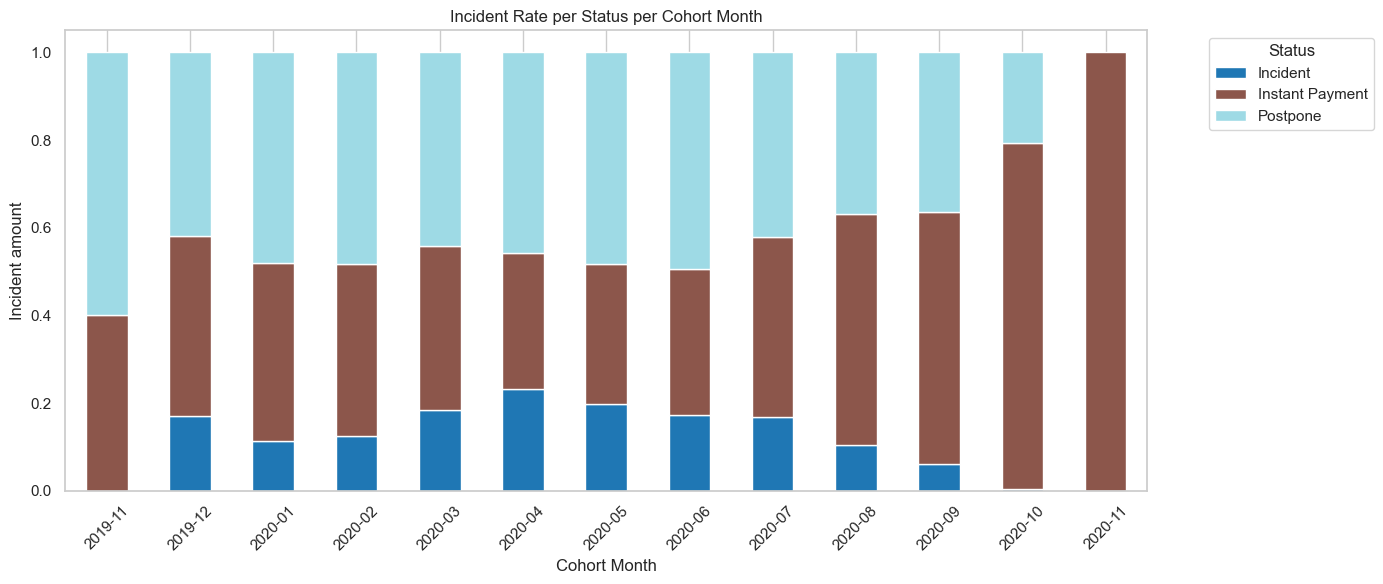 Incident Rate per Status per Cohort Month
Status
Incident
Instant Payment
Postpone
Incident amount
1.0
0.8
0.6
0.4
0.2
0.0
2019-11
2019-12
2020-01
2020-02
2020-03
2020-04
2020-05
2020-06
2020-07
2020-08
2020-09
2020-10
2020-11
Cohort Month